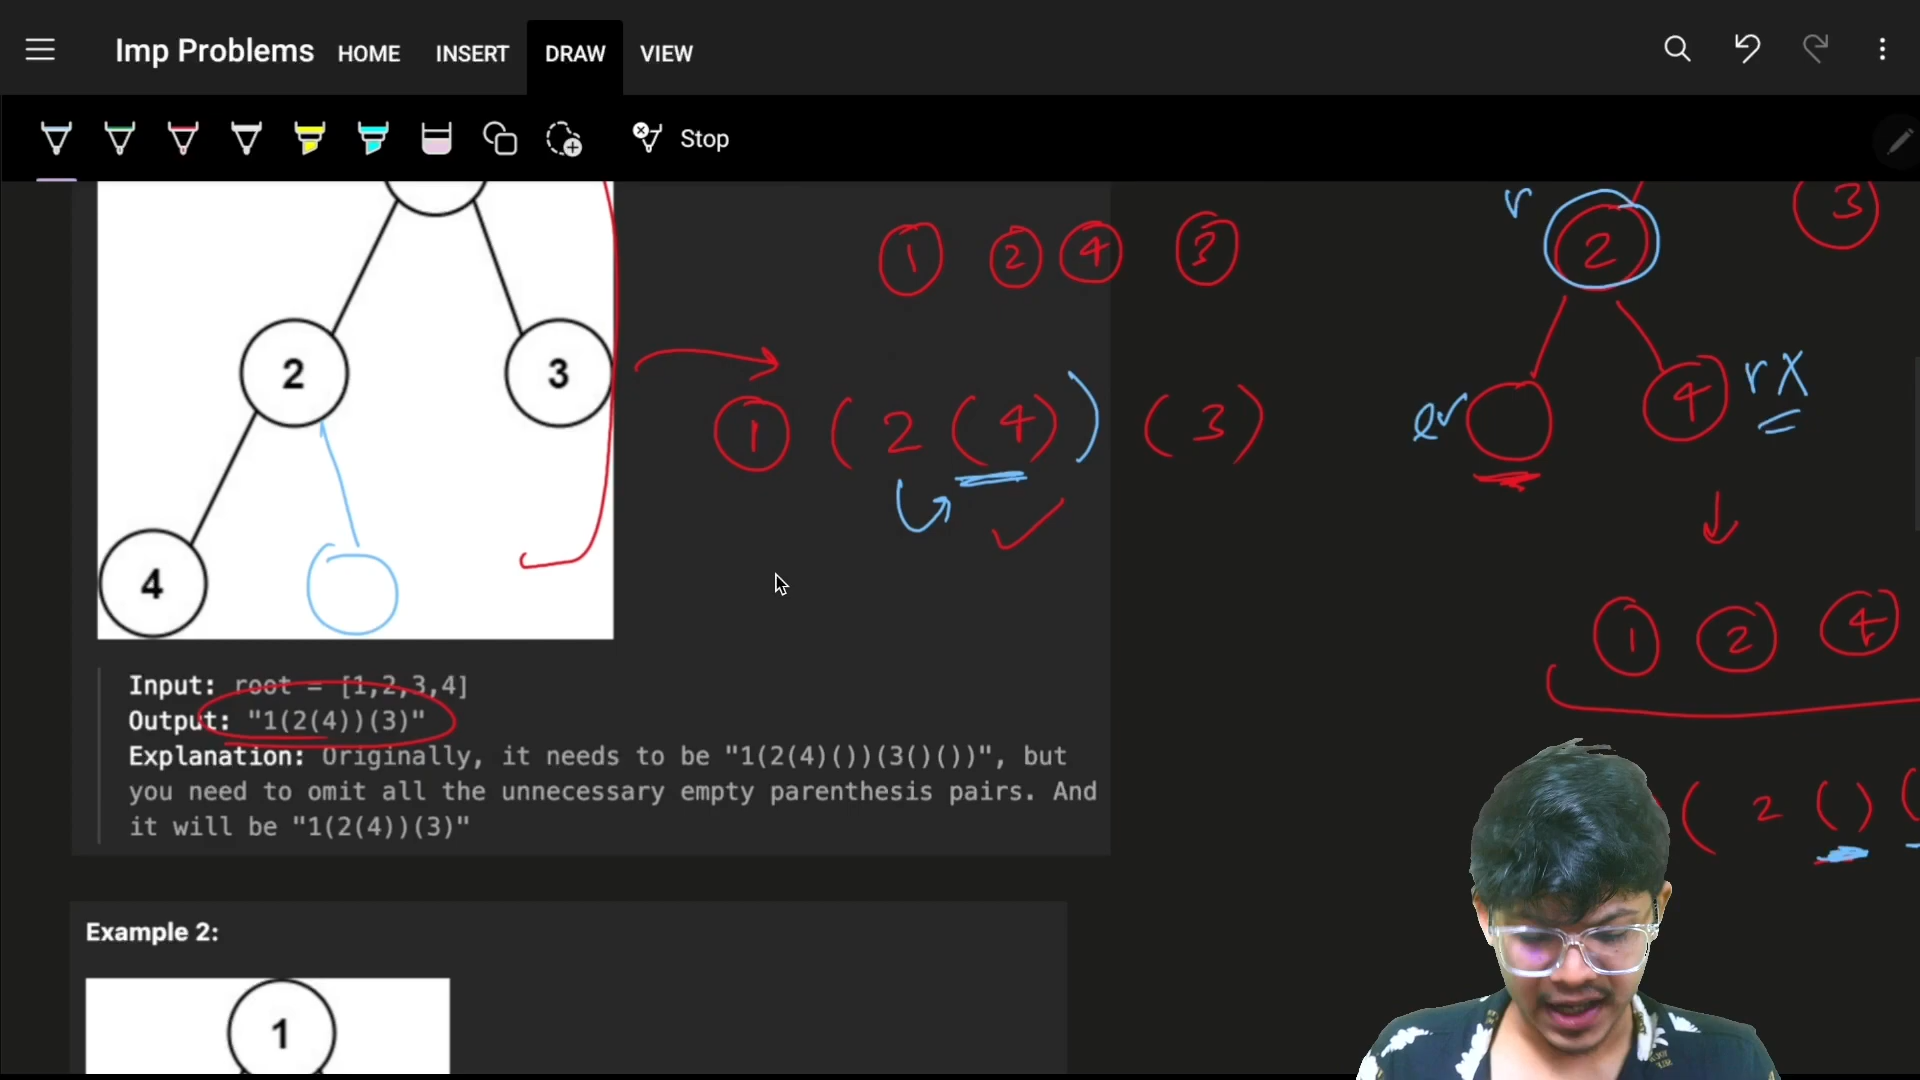 Imp Problems HOME INSERT DRAW VIEW
Stop
2
3
4
1 2 4 3
1 ( 2 ( 4 ) ) ( 3 )
r
2
3
4
r X
1 2 4
( 2 ( ) (
Input: root = [1,2,3,4]
Output: "1(2(4))(3)"
Explanation: Originally, it needs to be "1(2(4)())(3()())", but
you need to omit all the unnecessary empty parenthesis pairs. And
it will be "1(2(4))(3)"
Example 2:
1